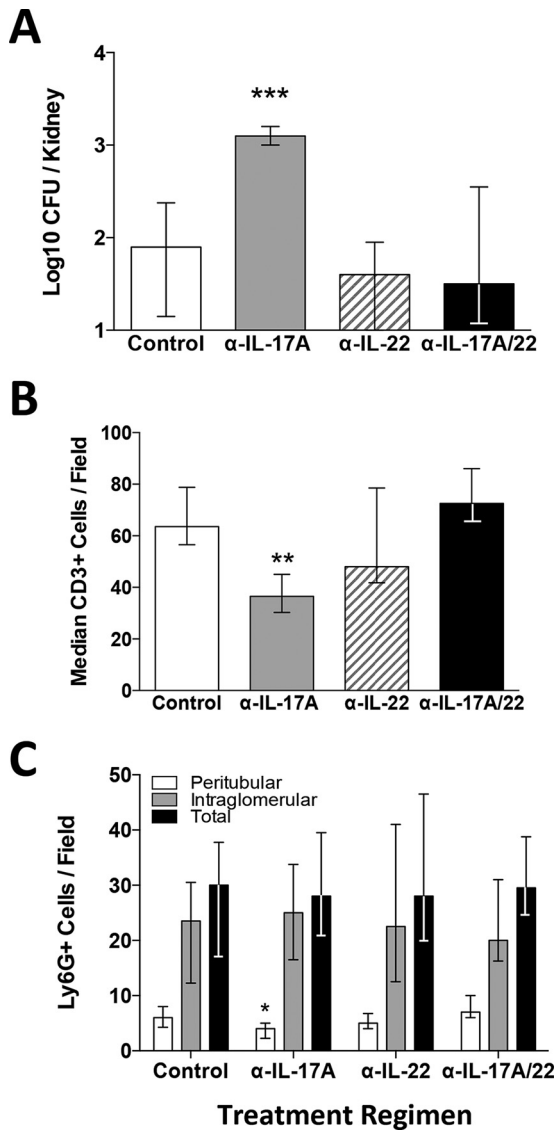 A
Log10 CFU / Kidney
4
3
2
1
***
Control α-IL-17A α-IL-22 α-IL-17A/22
B
Median CD3+ Cells / Field
100
80
60
40
20
0
**
Control α-IL-17A α-IL-22 α-IL-17A/22
C
Ly6G+ Cells / Field
50
40
30
20
10
0
Peritubular
Intraglomerular
Total
*
Control α-IL-17A α-IL-22 α-IL-17A/22
Treatment Regimen